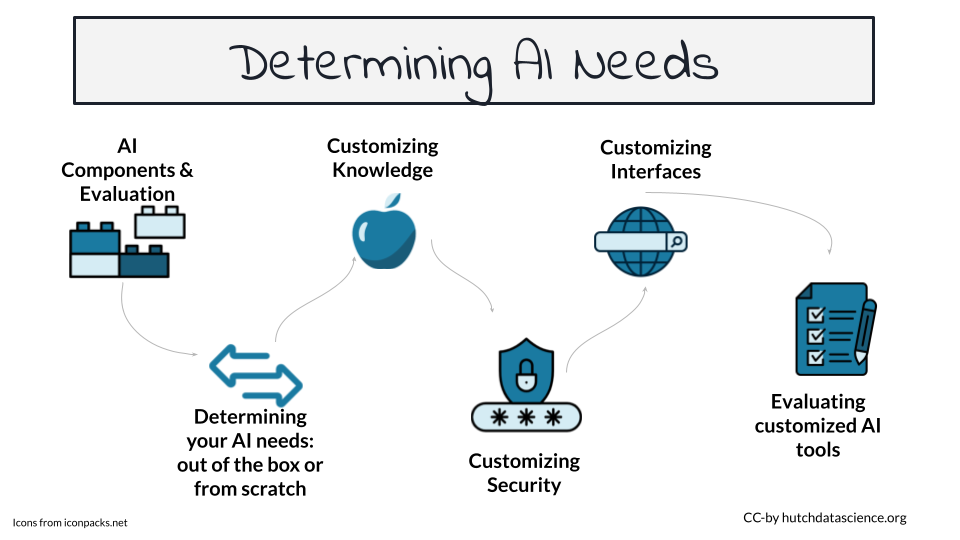 Determining AI Needs
AI
Components &
Evaluation
Determining
your AI needs:
out of the box or
from scratch
Customizing
Knowledge
Customizing
Security
Customizing
Interfaces
Evaluating
customized AI
tools
Icons from iconpacks.net
CC-by hutchdatascience.org